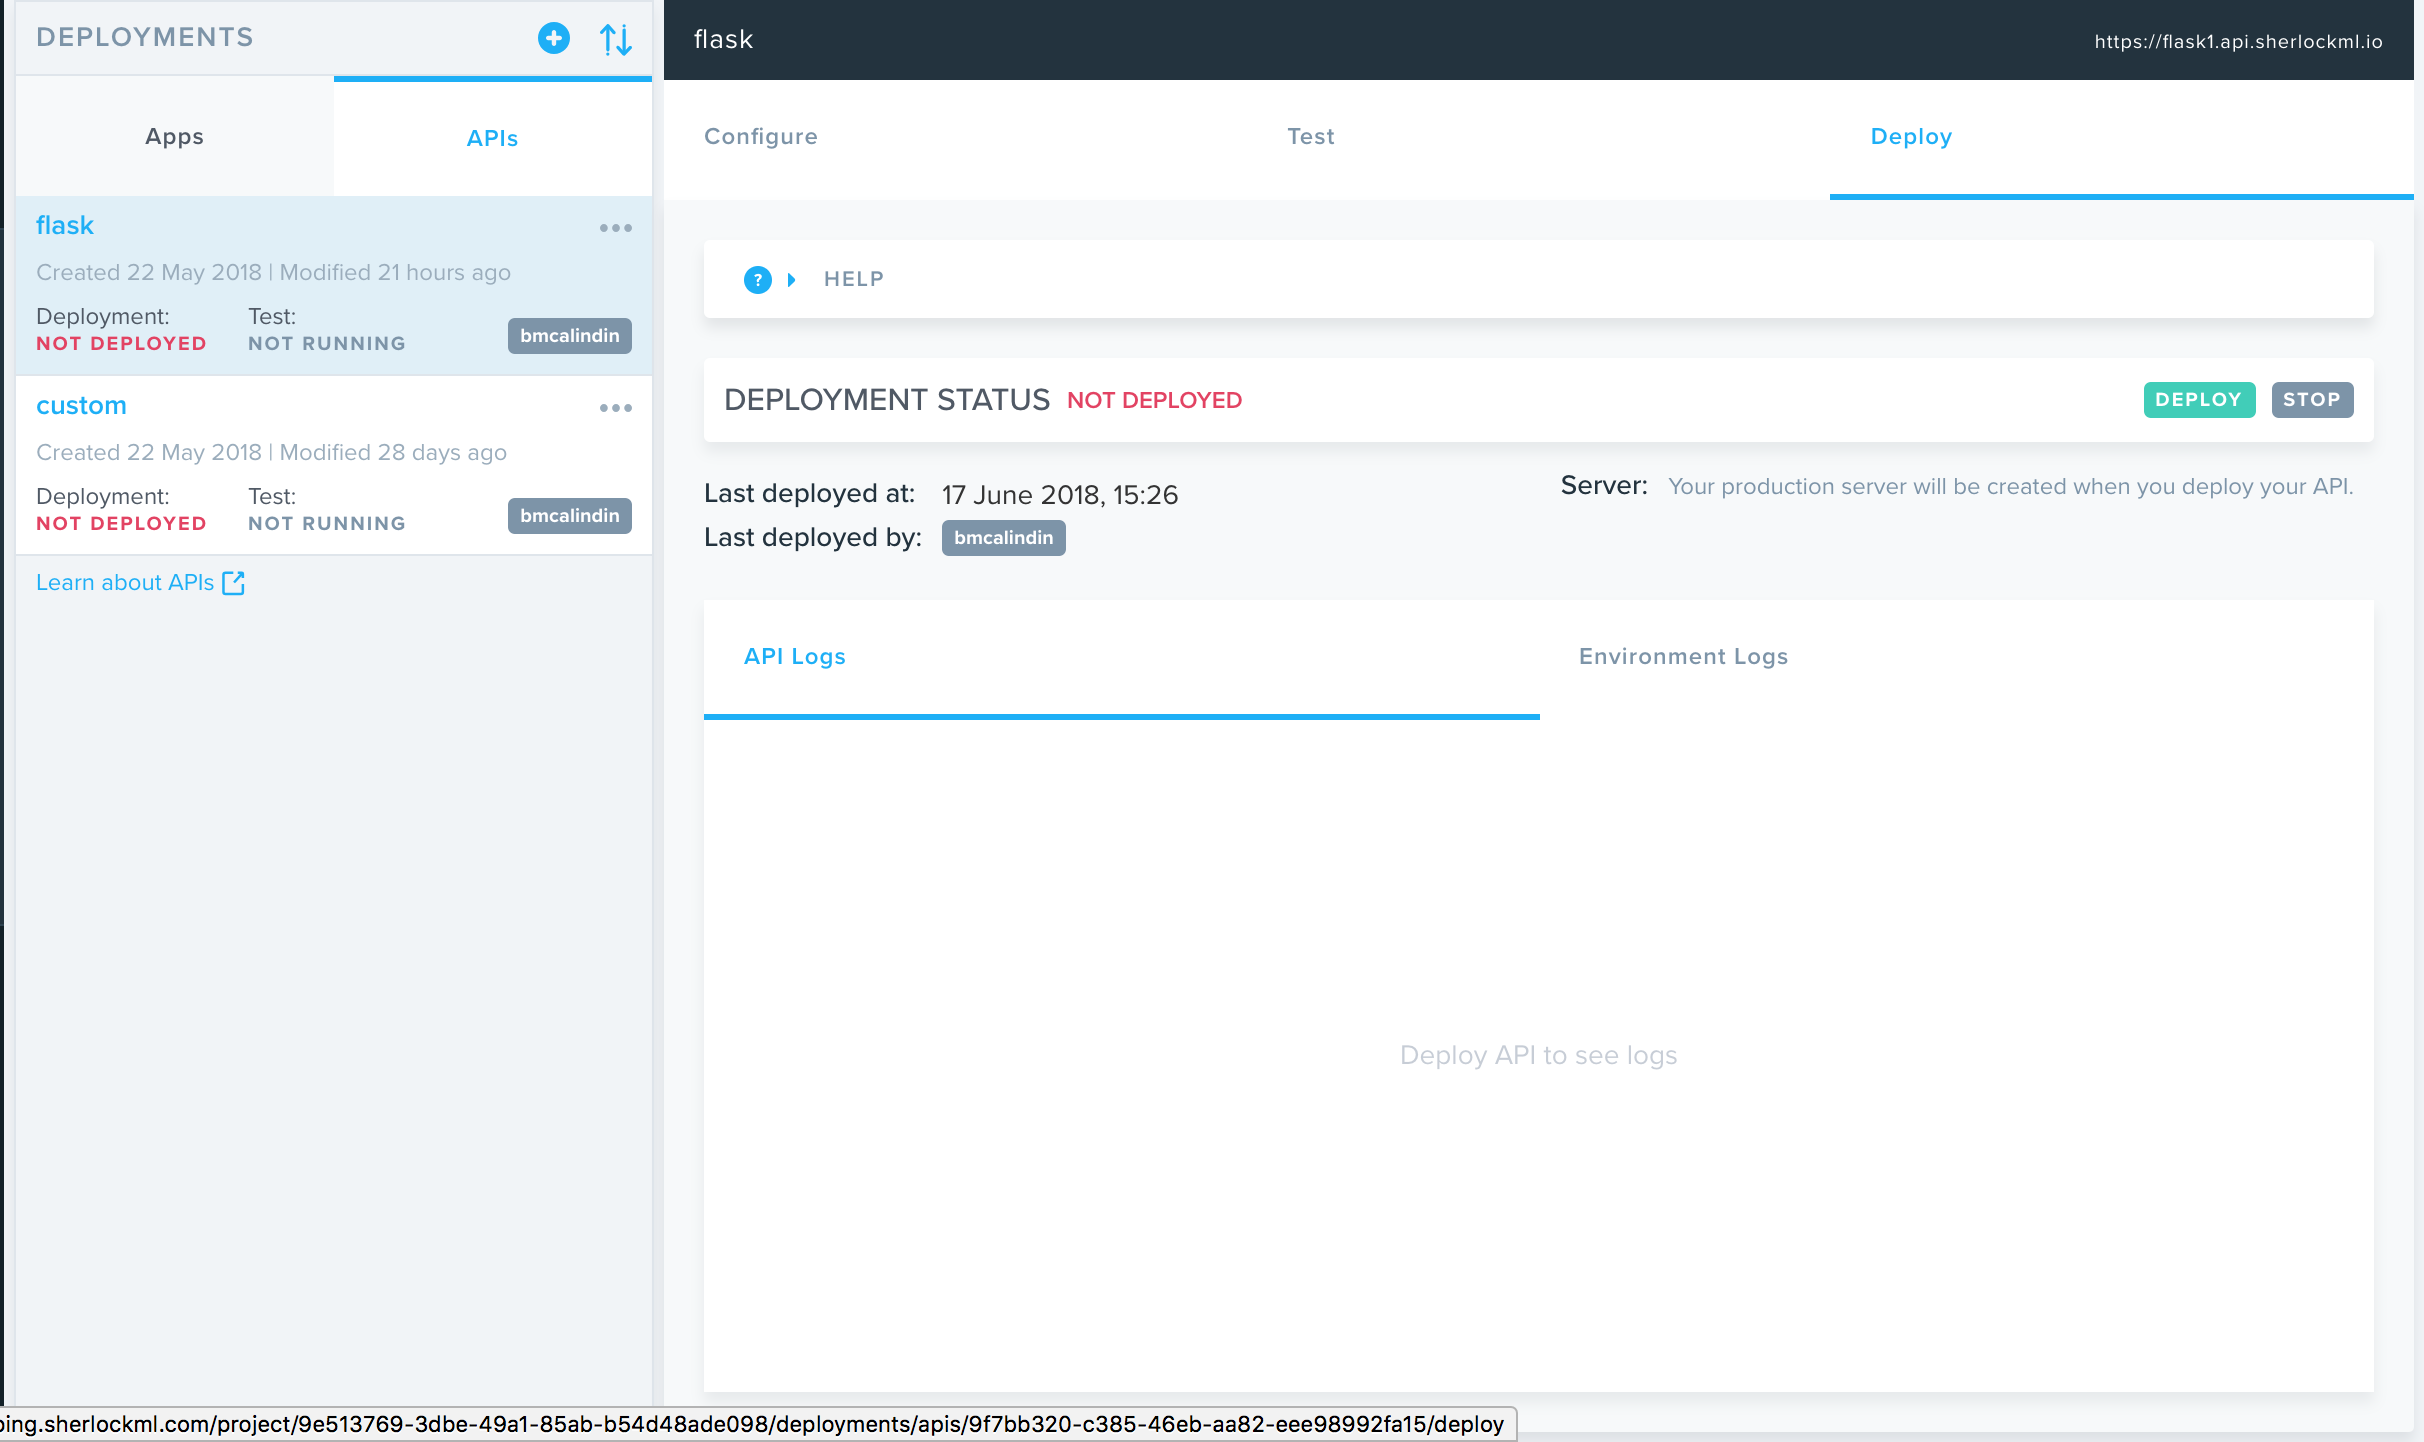 DEPLOYMENTS
Apps
APIs
flask
Created 22 May 2018 | Modified 21 hours ago
Deployment:
Test:
NOT DEPLOYED
NOT RUNNING
bmcalindin
custom
Created 22 May 2018 | Modified 28 days ago
Deployment:
Test:
NOT DEPLOYED
NOT RUNNING
bmcalindin
Learn about APIs
flask
https://flask1.api.sherlockml.io
Configure
Test
Deploy
? HELP
DEPLOYMENT STATUS NOT DEPLOYED
DEPLOY
STOP
Last deployed at: 17 June 2018, 15:26
Last deployed by: bmcalindin
Server: Your production server will be created when you deploy your API.
API Logs
Environment Logs
Deploy API to see logs
ping.sherlockml.com/project/9e513769-3dbe-49a1-85ab-b54d48ade098/deployments/apis/9f7bb320-c385-46eb-aa82-eee98992fa15/deploy